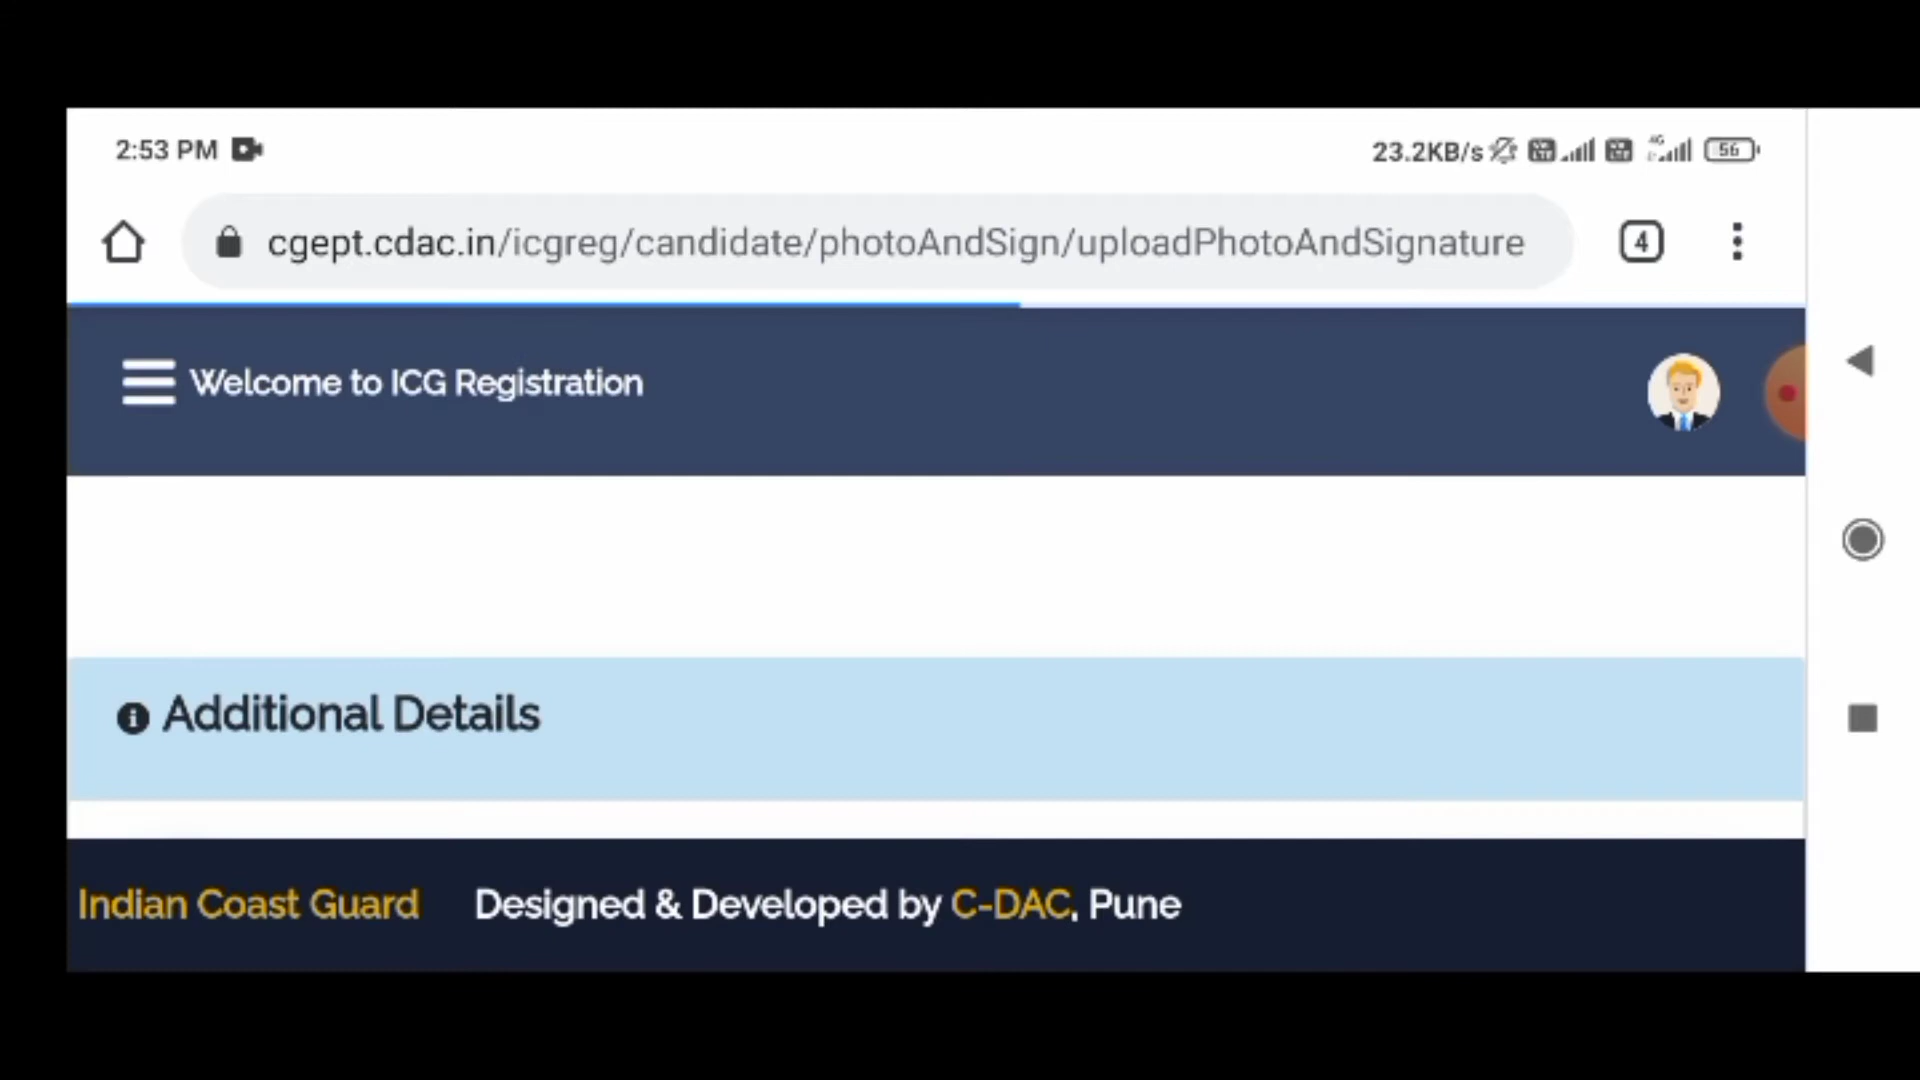 2:53 PM
23.2KB/s
4G
56
cgept.cdac.in/icgreg/candidate/photoAndSign/uploadPhotoAndSignature
4
Welcome to ICG Registration
Additional Details
Indian Coast Guard Designed & Developed by C-DAC, Pune